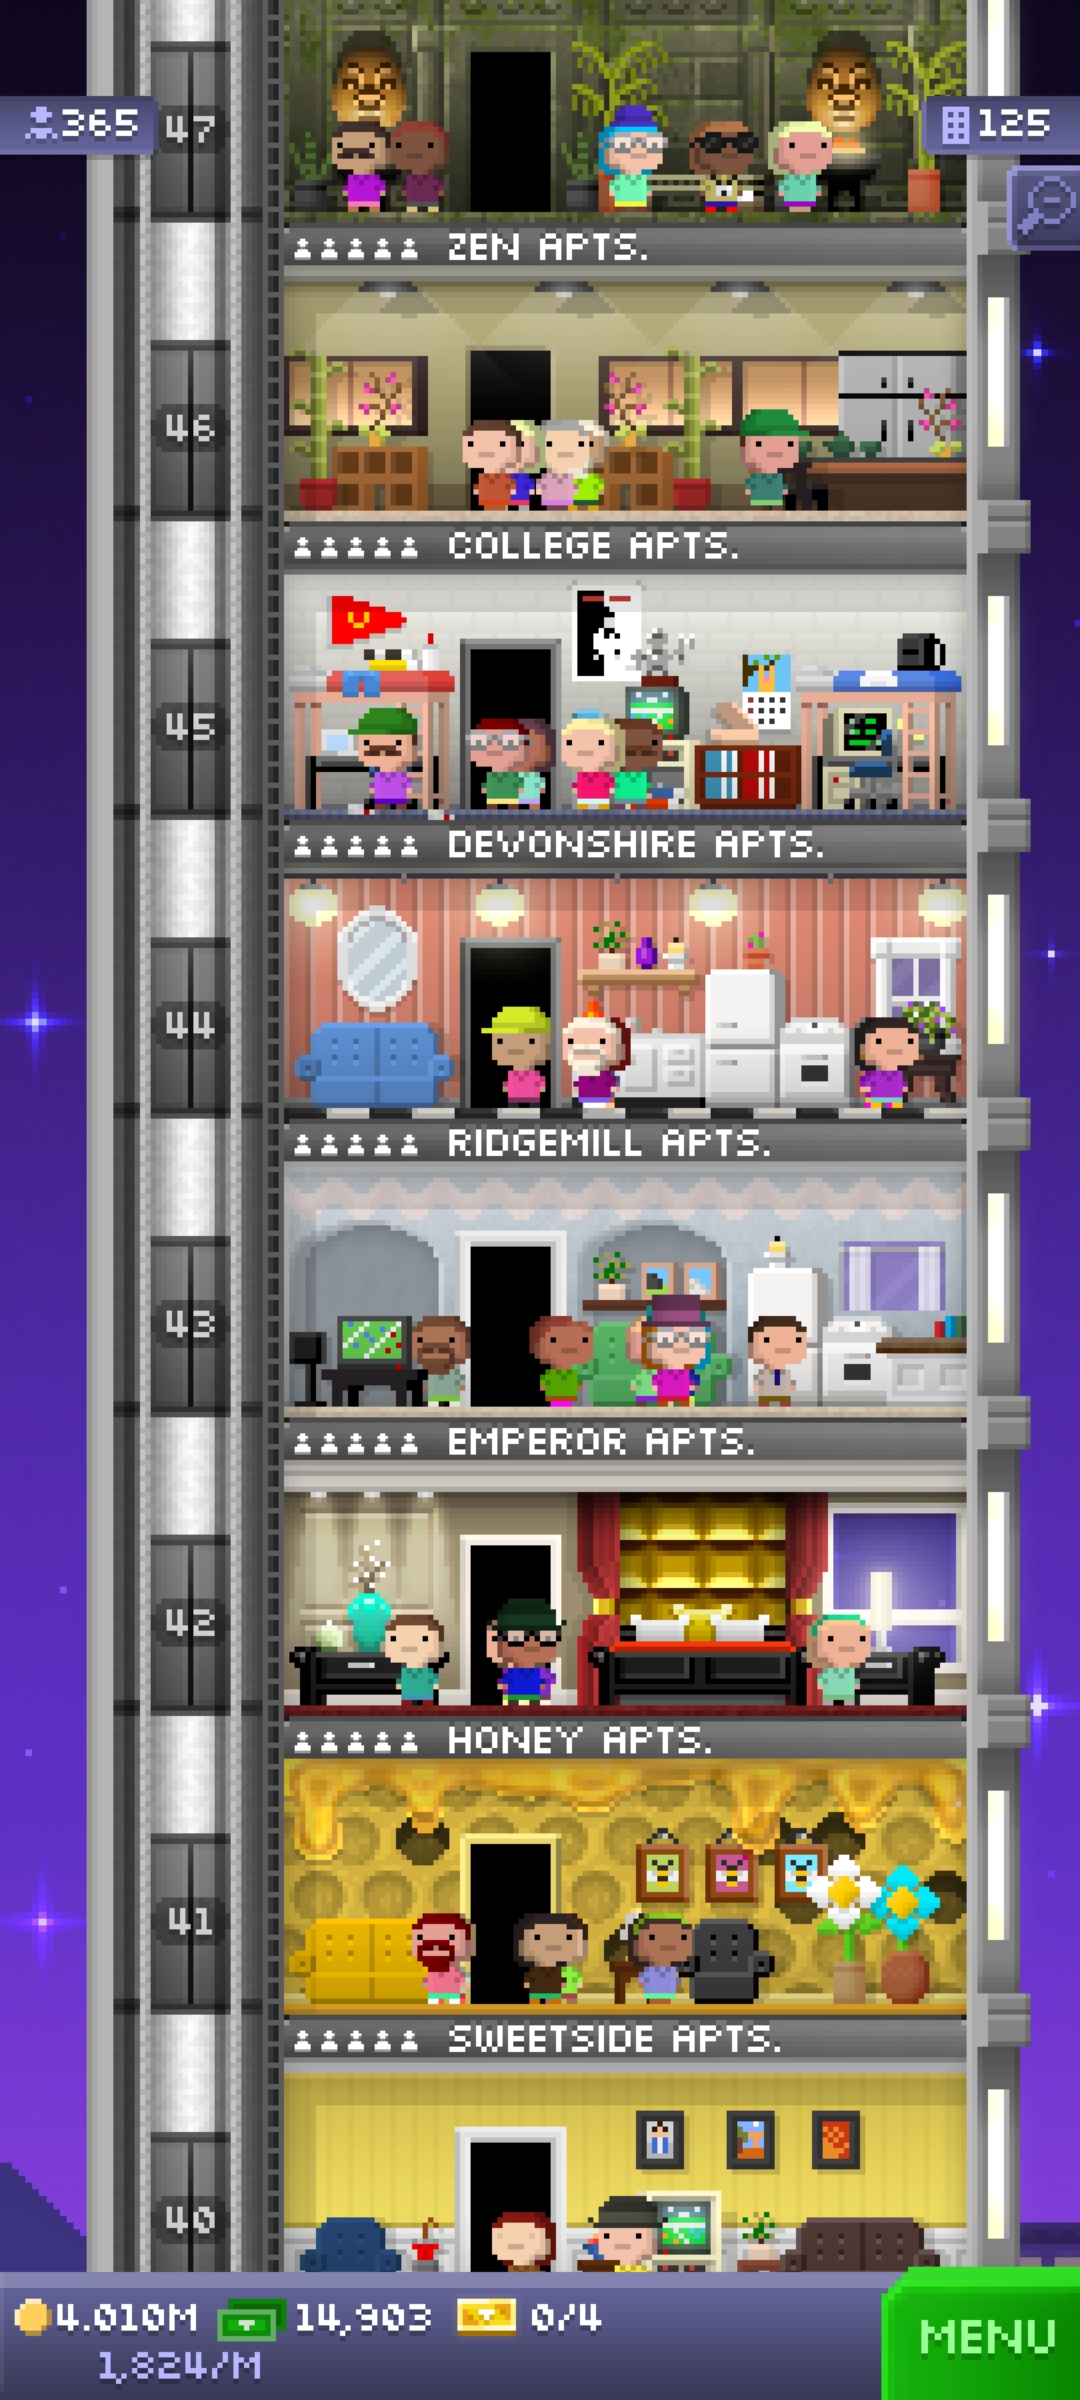 365
47
125
ZEN APTS.
46
COLLEGE APTS.
45
DEVONSHIRE APTS.
44
RIDGEMILL APTS.
43
EMPEROR APTS.
42
HONEY APTS.
41
SWEETSIDE APTS.
40
4.010M 14,903 0/4
1,824/M
MENU